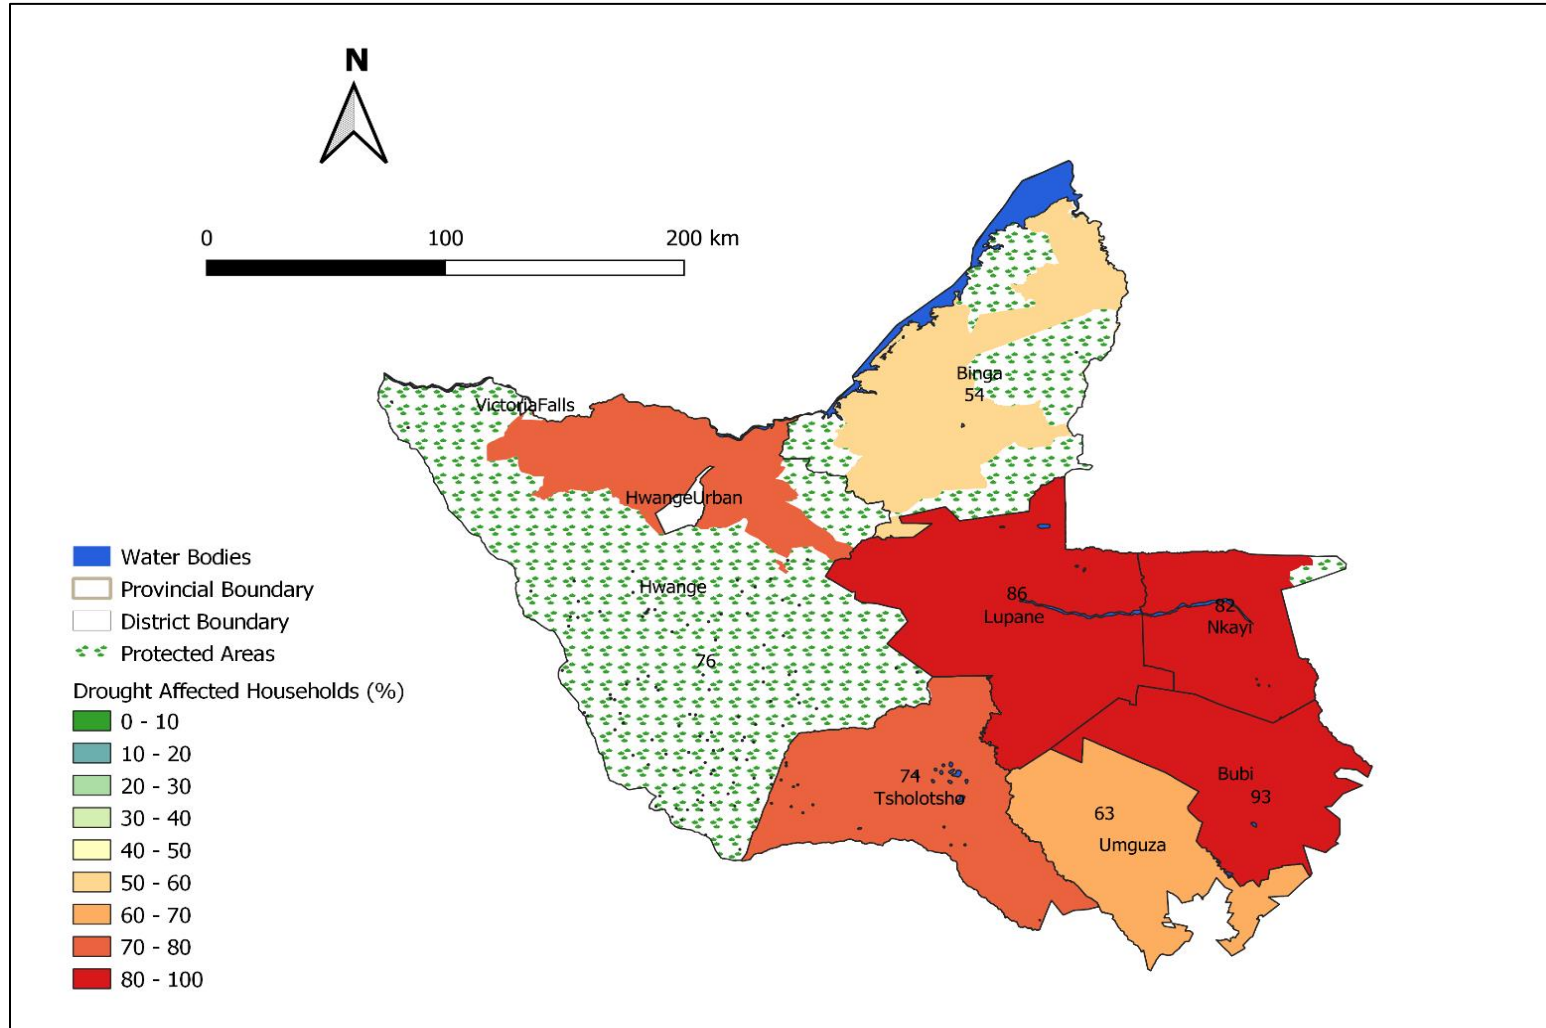 N
0 100 200 km
Binga
54
VictoriaFalls
HwangeUrban
Hwange
76
86
Lupane
82
Nkayi
74
Tsholotsho
Bubi
93
63
Umguza
Water Bodies
Provincial Boundary
District Boundary
Protected Areas
Drought Affected Households (%)
0 - 10
10 - 20
20 - 30
30 - 40
40 - 50
50 - 60
60 - 70
70 - 80
80 - 100